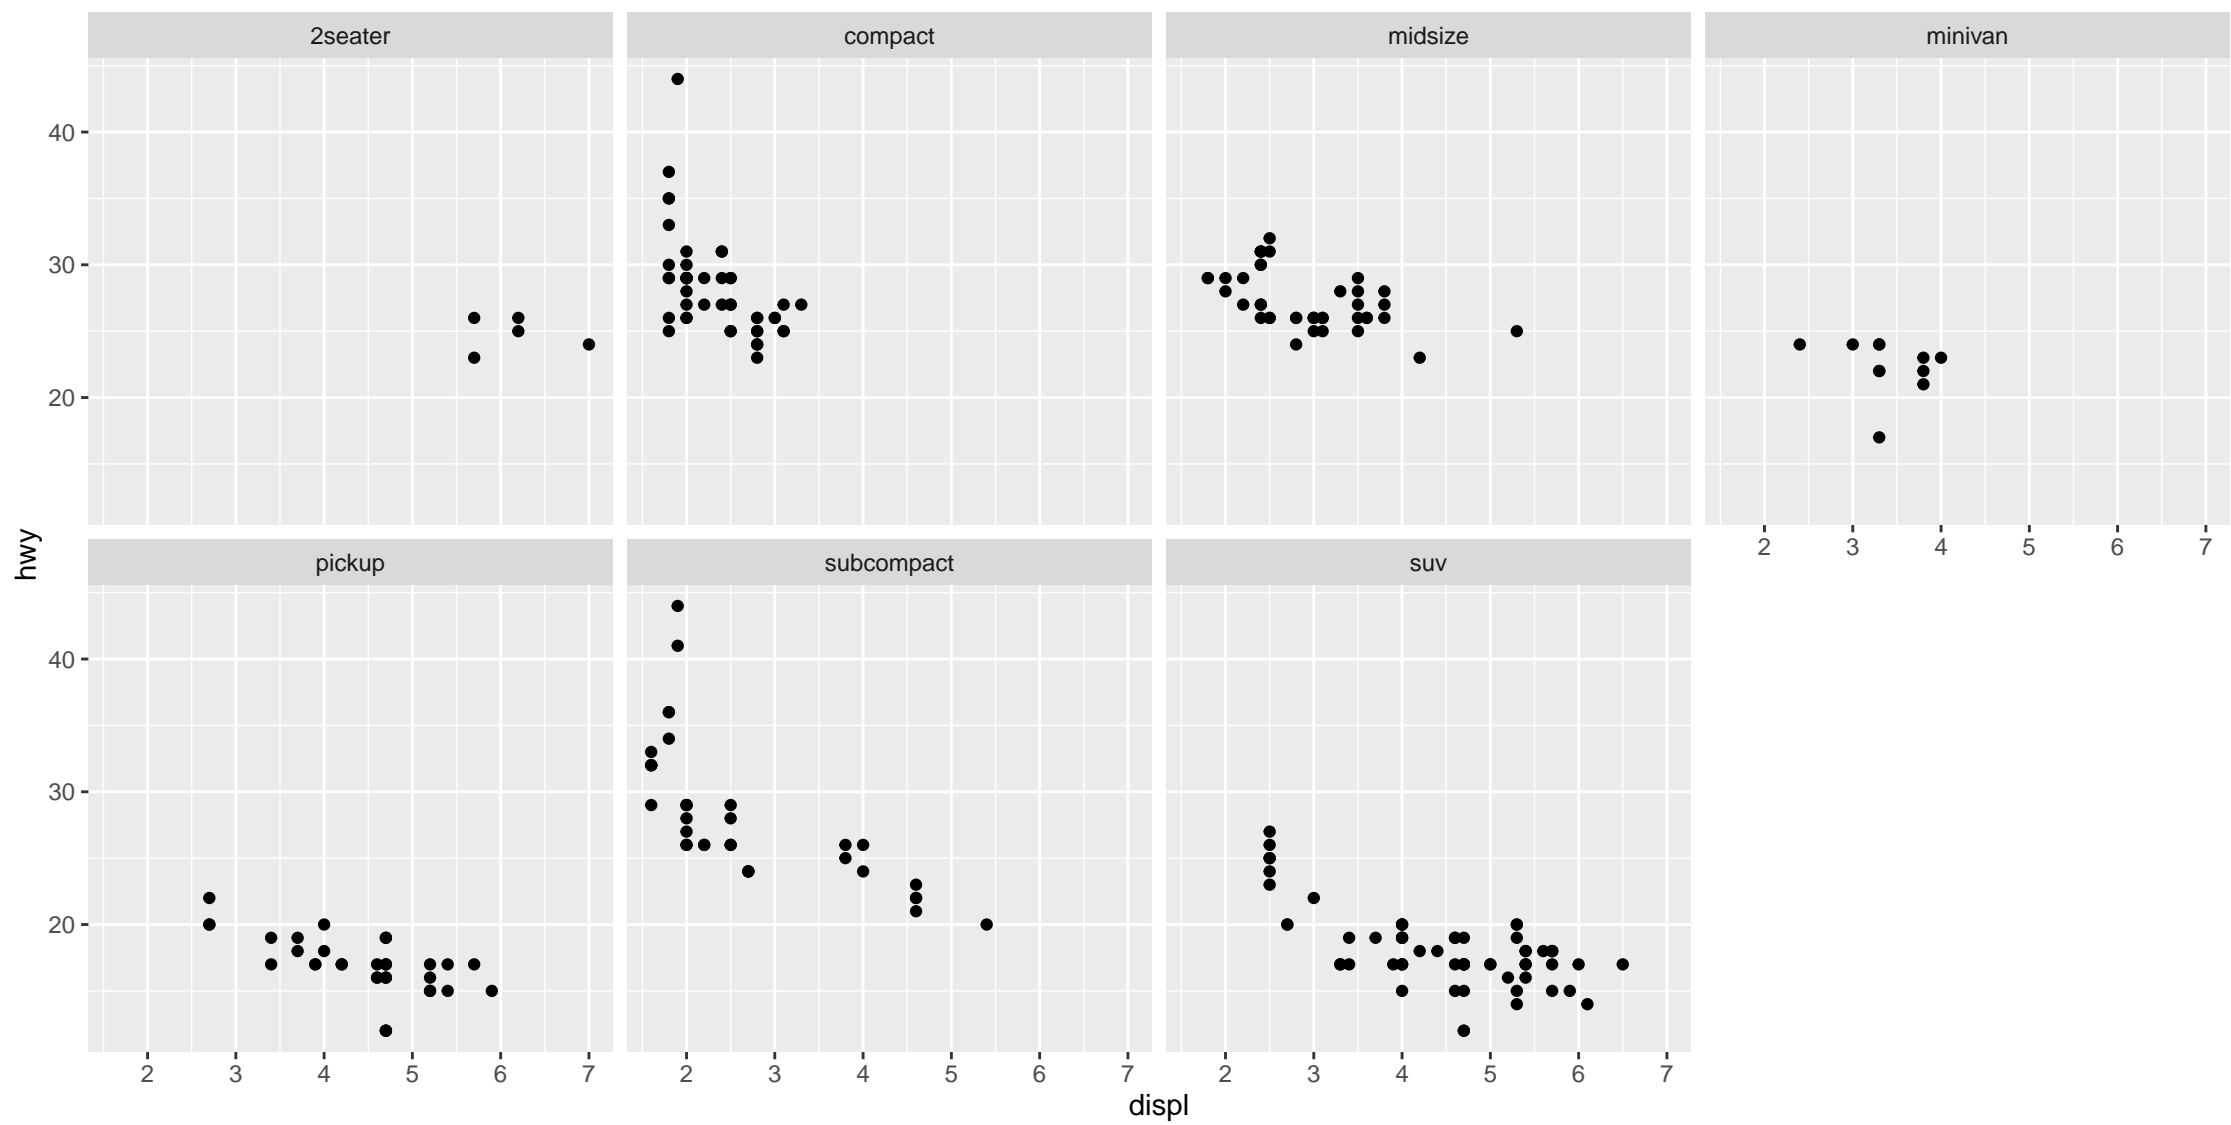 2seater compact midsize minivan
40
30
20
2 3 4 5 6 7
hwy
pickup subcompact suv
40
30
20
2 3 4 5 6 7 2 3 4 5 6 7 2 3 4 5 6 7
displ